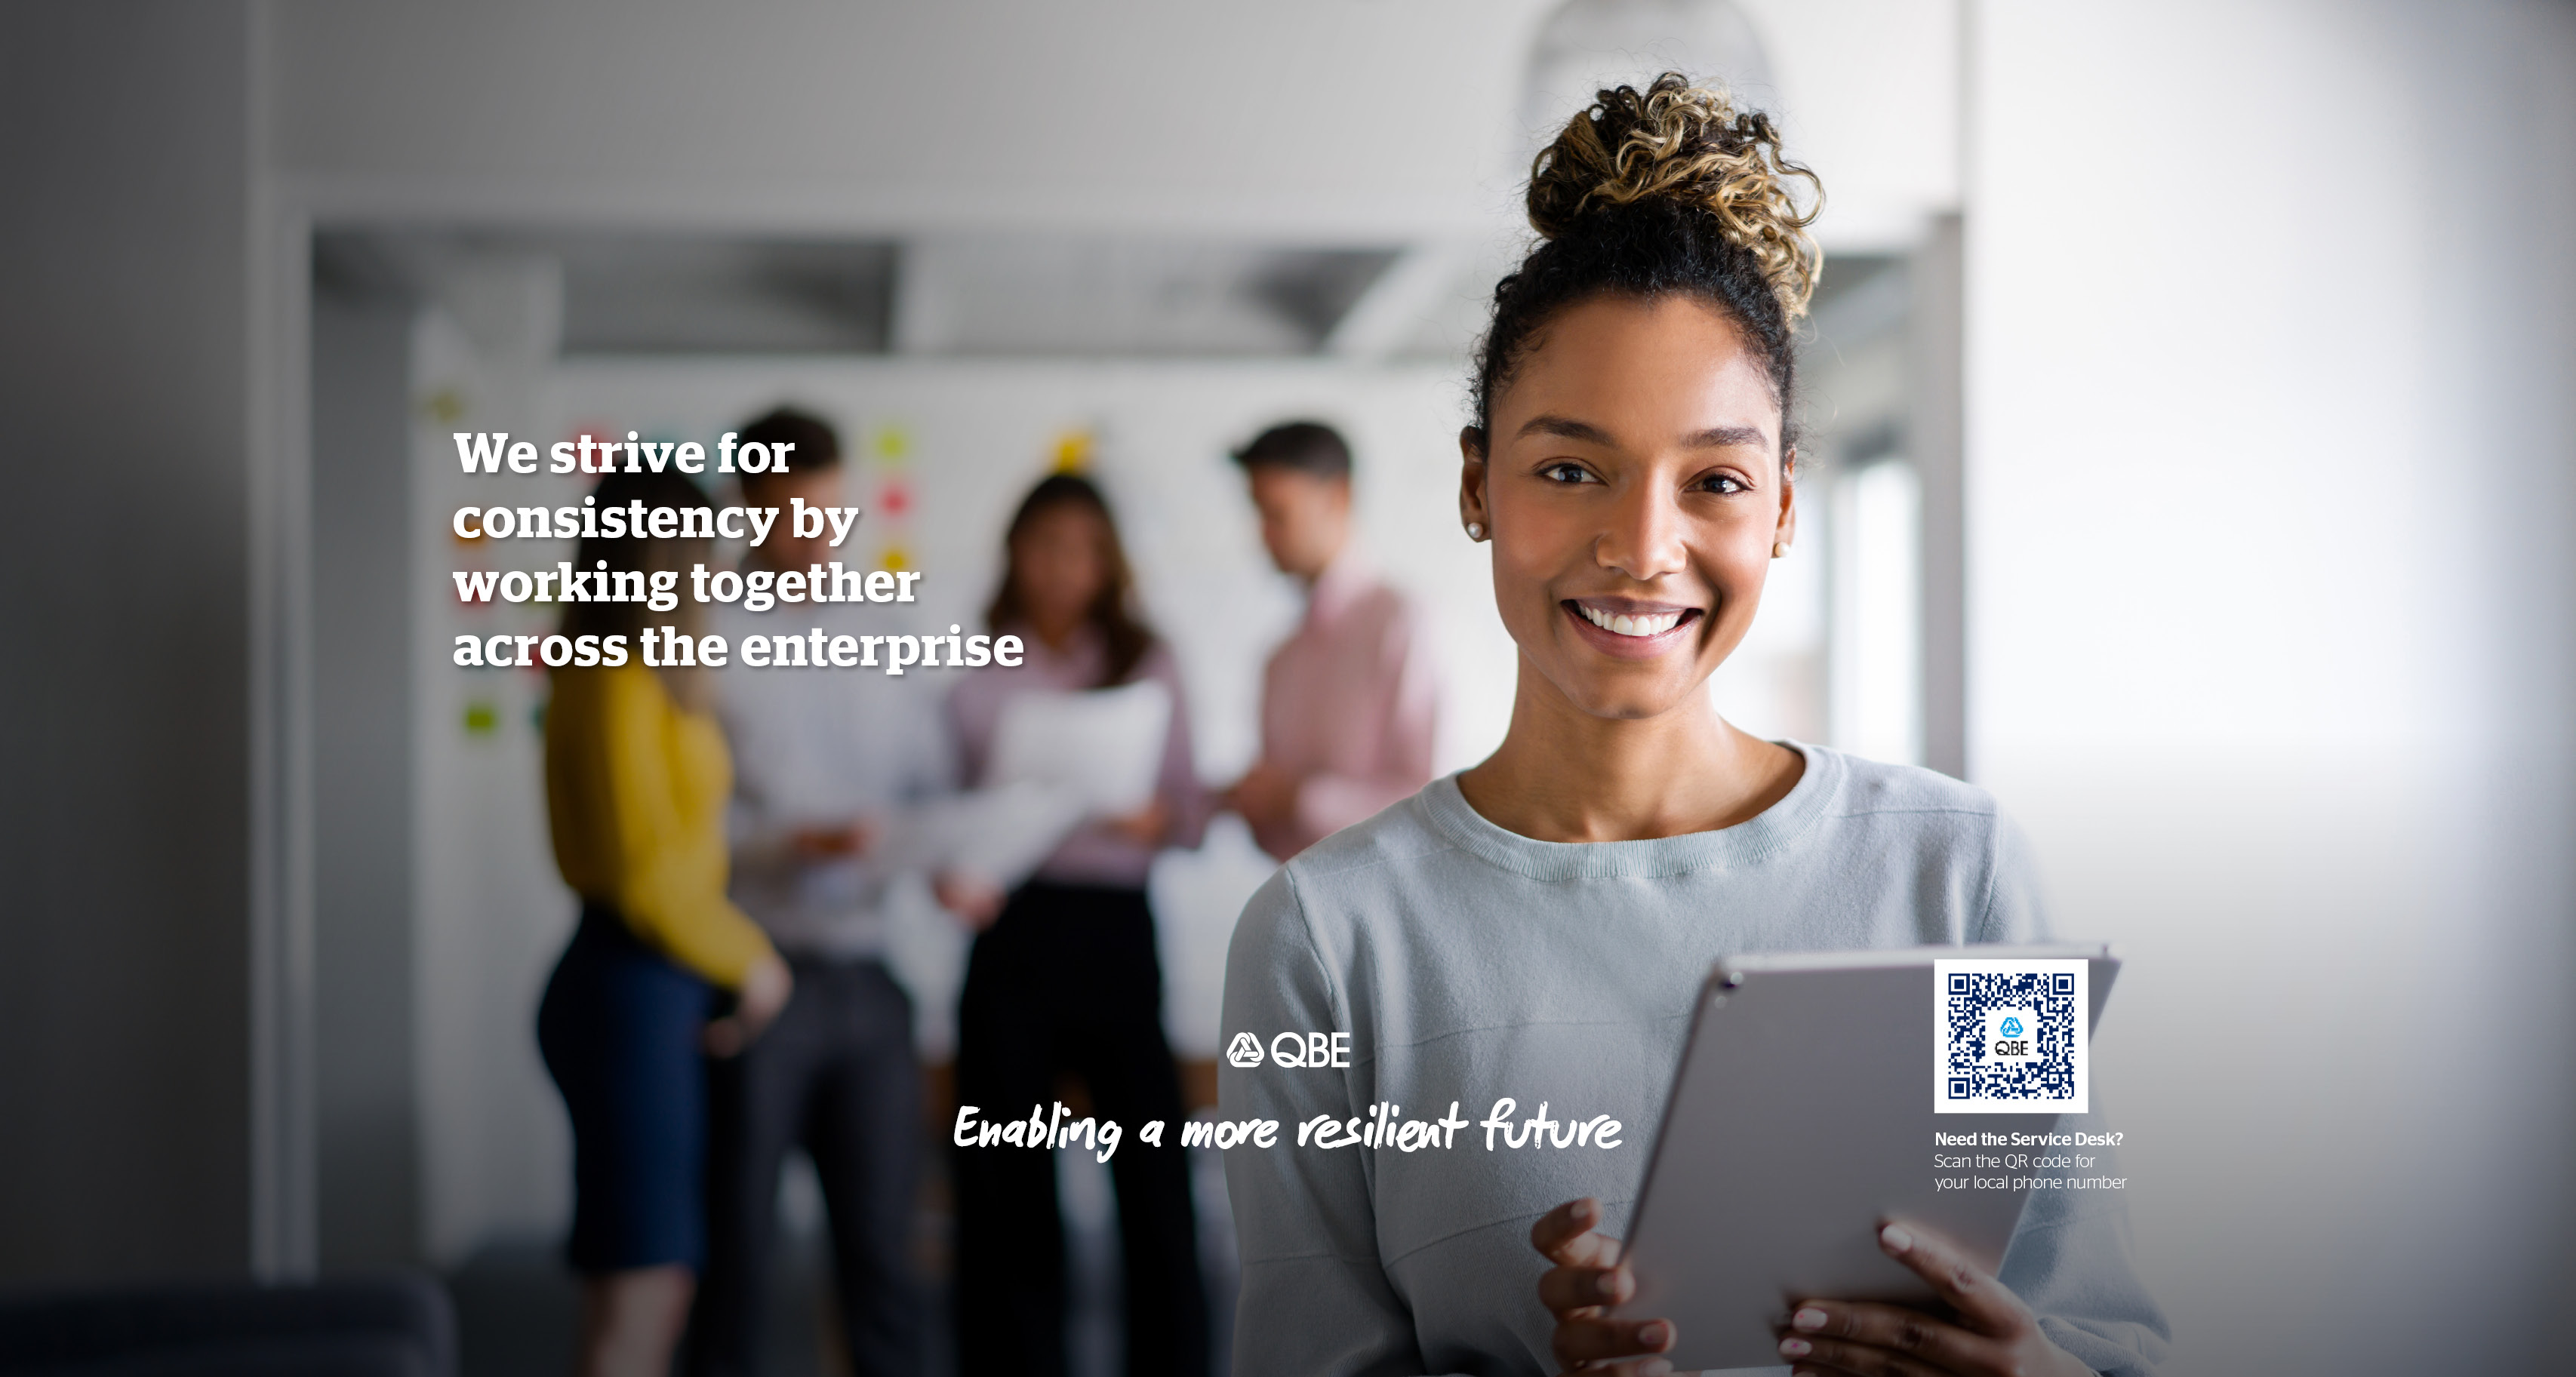 We strive for
consistency by
working together
across the enterprise
QBE
Enabling a more resilient future
QBE
Need the Service Desk?
Scan the QR code for
your local phone number